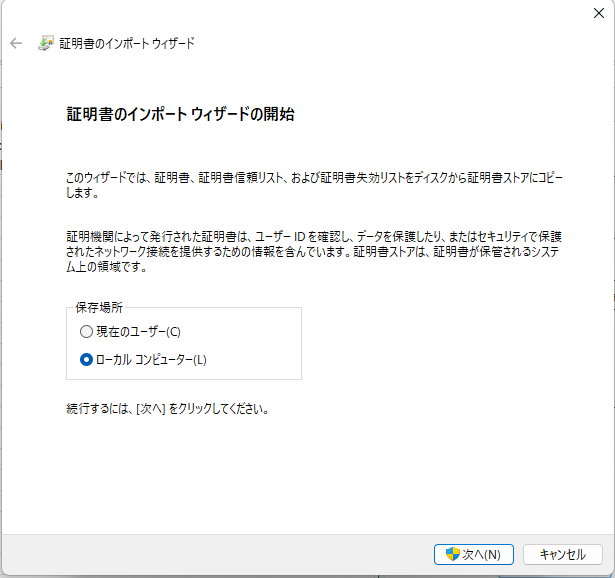 証明書のインポート ウィザード
証明書のインポート ウィザードの開始
このウィザードでは、証明書、証明書信頼リスト、および証明書失効リストをディスクから証明書ストアにコピー
します。
証明機関によって発行された証明書は、ユーザー ID を確認し、データを保護したり、またはセキュリティで保護
されたネットワーク接続を提供するための情報を含んでいます。証明書ストアは、証明書が保管されるシステ
ム上の領域です。
保存場所
現在のユーザー(C)
ローカル コンピューター(L)
続行するには、[次へ] をクリックしてください。
次へ(N)
キャンセル